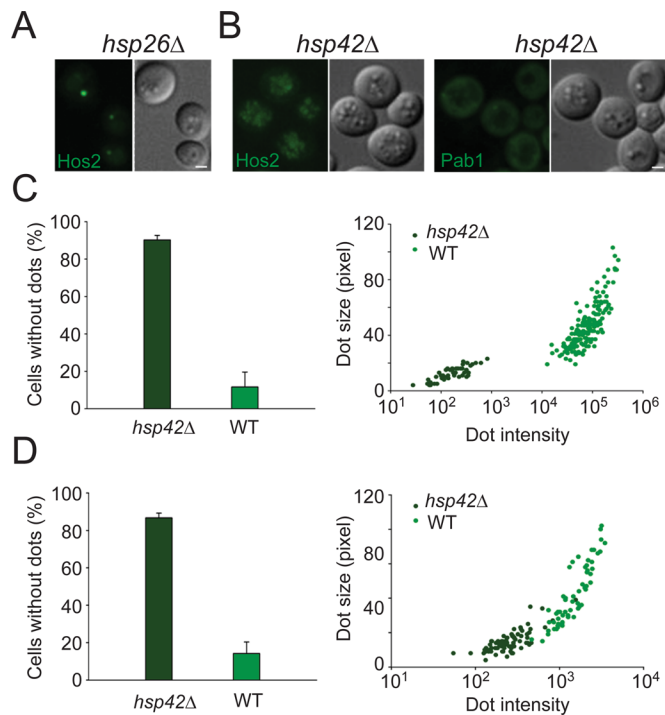 A
hsp26Δ
B
hsp42Δ
hsp42Δ
Hos2
Hos2
Pab1
C
Cells without dots (%)
100
80
60
40
20
0
hsp42Δ
WT
Dot size (pixel)
120
80
40
0
hsp42Δ
WT
10¹
10²
10³
10⁴
10⁵
10⁶
Dot intensity
D
Cells without dots (%)
100
80
60
40
20
0
hsp42Δ
WT
Dot size (pixel)
120
80
40
0
hsp42Δ
WT
10¹
10²
10³
10⁴
Dot intensity